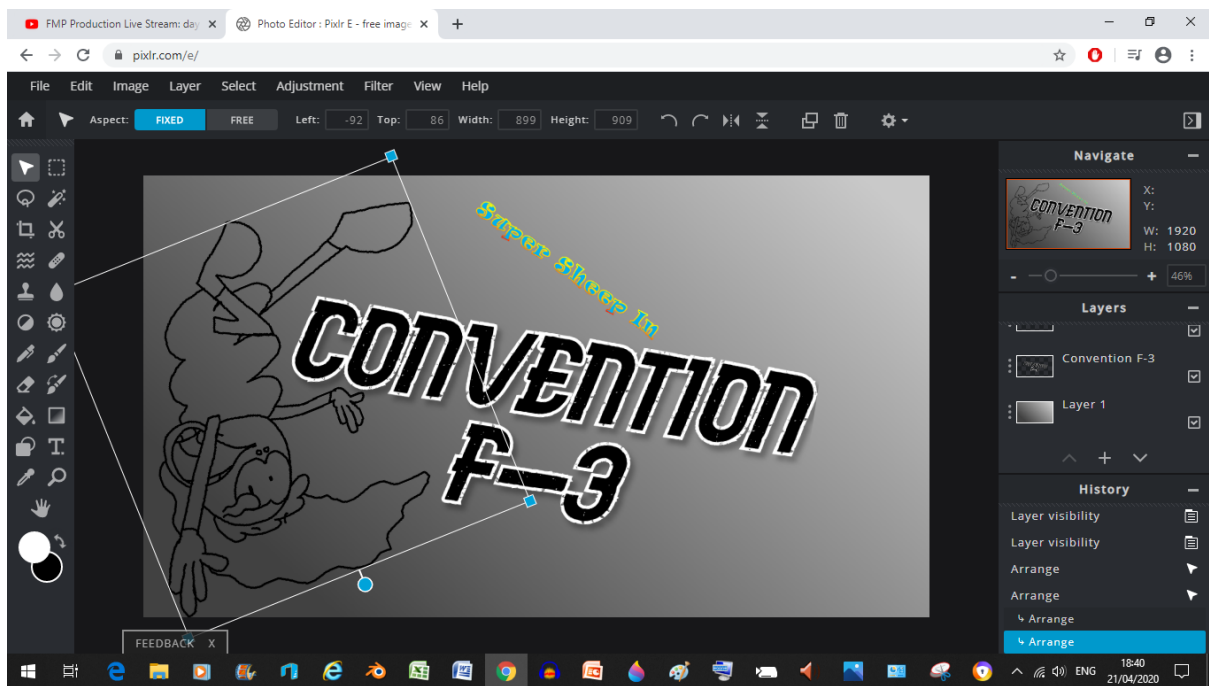 FMP Production Live Stream: day
Photo Editor : Pixlr E - free image
pixlr.com/e/
File Edit Image Layer Select Adjustment Filter View Help
Aspect: FIXED FREE Left: -92 Top: 86 Width: 899 Height: 909
Navigate
X:
Y:
W: 1920
H: 1080
46%
Super Sheep In
CONVENTION
F-3
CONVENTION
F-3
Layers
Convention F-3
Layer 1
History
Layer visibility
Layer visibility
Arrange
Arrange
Arrange
Arrange
FEEDBACK X
ENG
18:40
21/04/2020